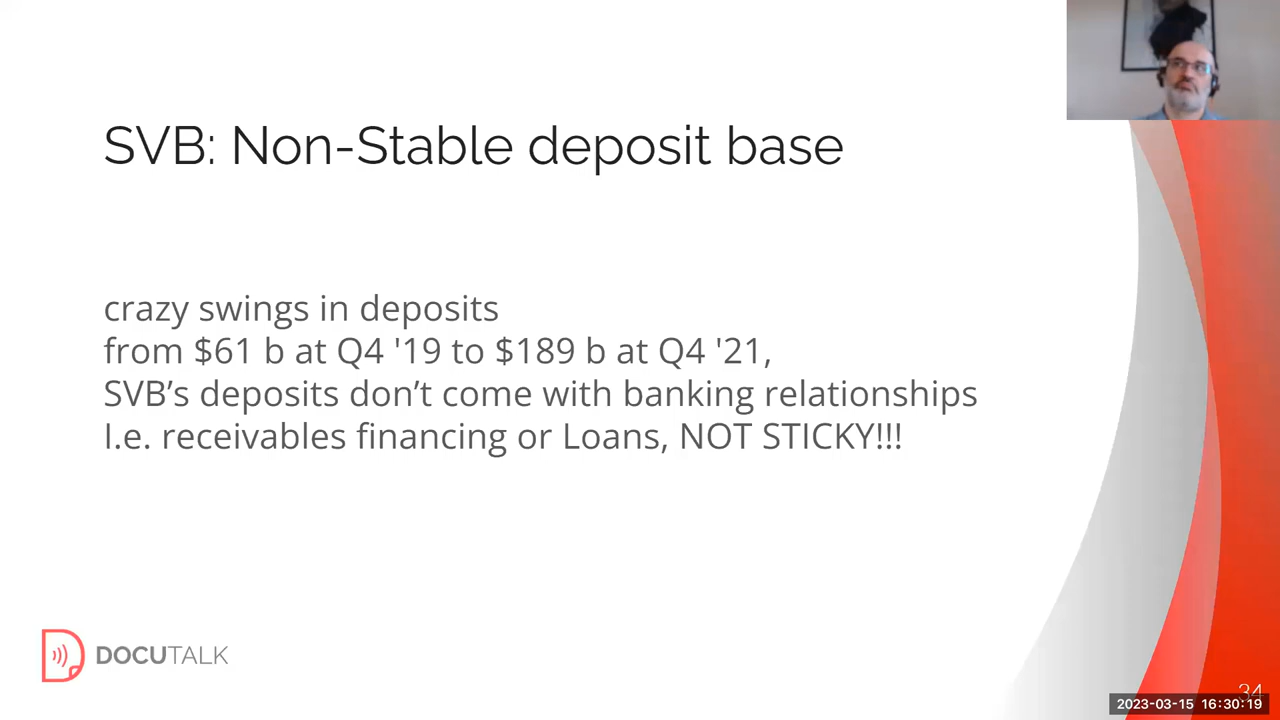 SVB: Non-Stable deposit base
crazy swings in deposits
from $61 b at Q4 '19 to $189 b at Q4 '21,
SVB’s deposits don’t come with banking relationships
I.e. receivables financing or Loans, NOT STICKY!!!
DOCUTALK
34
2023-03-15 16:30:19